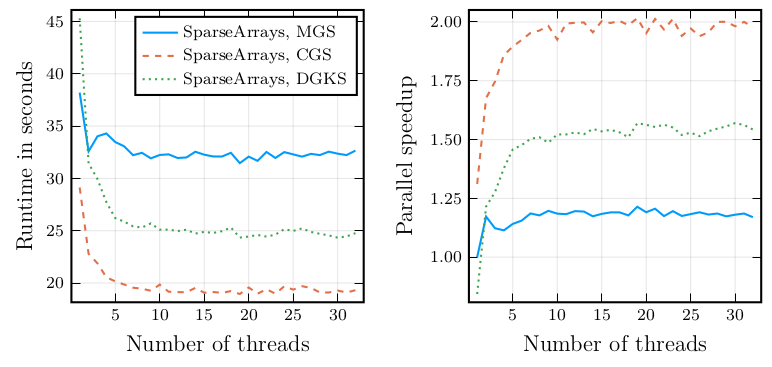 Runtime in seconds
45
40
35
30
25
20
SparseArrays, MGS
SparseArrays, CGS
SparseArrays, DGKS
5 10 15 20 25 30
Number of threads
Parallel speedup
2.00
1.75
1.50
1.25
1.00
5 10 15 20 25 30
Number of threads